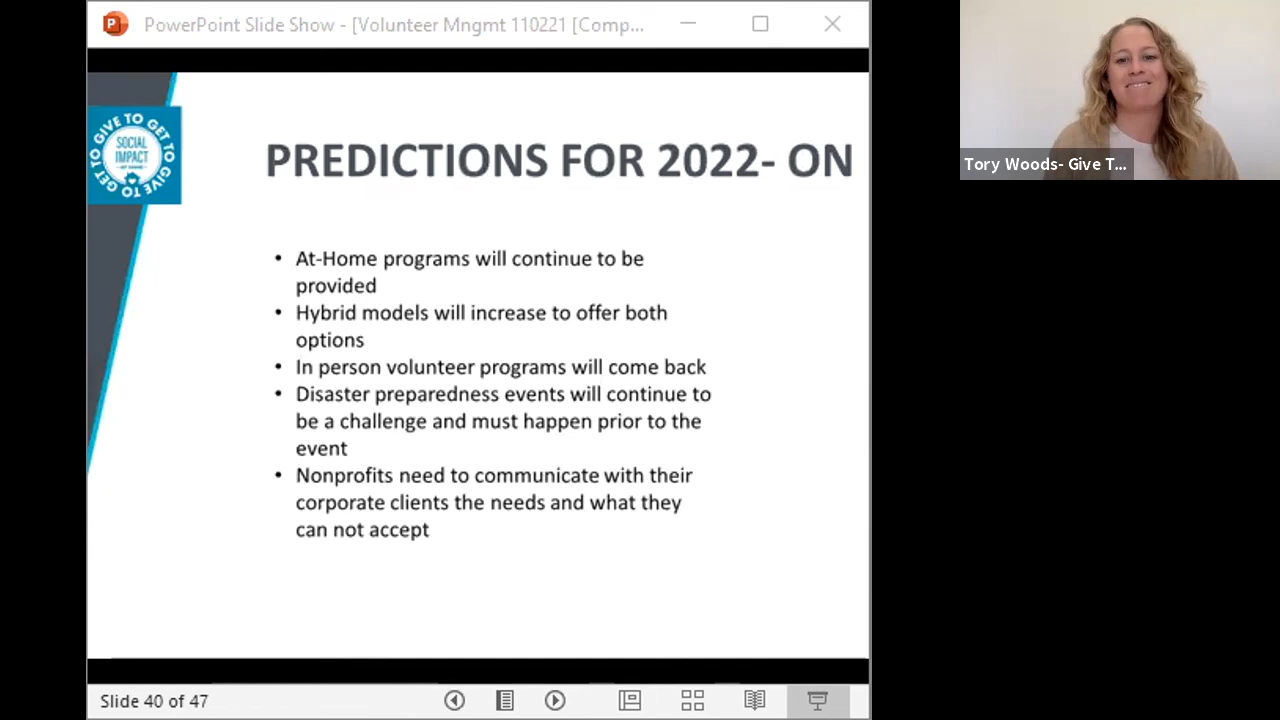 PowerPoint Slide Show - [Volunteer Mngmt 110221 [Comp...
GIVE TO GET TO GIVE TO GET TO
SOCIAL
IMPACT
PREDICTIONS FOR 2022- ON
• At-Home programs will continue to be
provided
• Hybrid models will increase to offer both
options
• In person volunteer programs will come back
• Disaster preparedness events will continue to
be a challenge and must happen prior to the
event
• Nonprofits need to communicate with their
corporate clients the needs and what they
can not accept
Slide 40 of 47
Tory Woods- Give T...